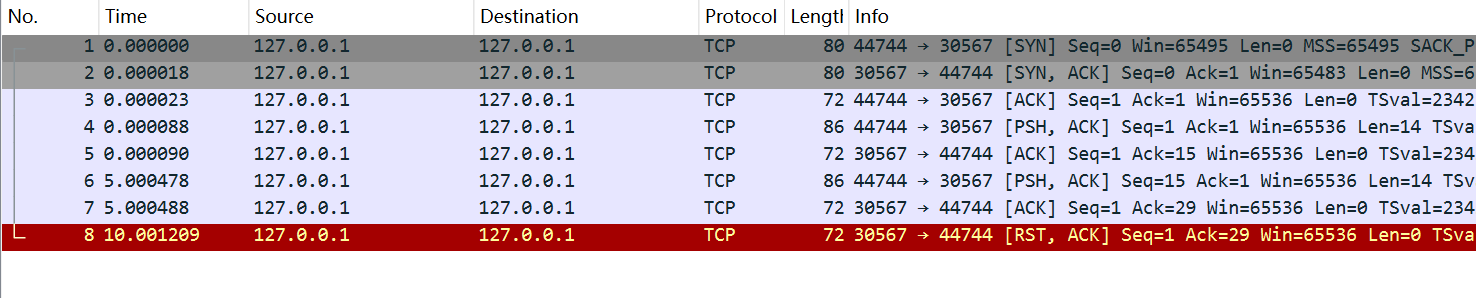 No. Time Source Destination Protocol Length Info
1 0.000000 127.0.0.1 127.0.0.1 TCP 80 44744 → 30567 [SYN] Seq=0 Win=65495 Len=0 MSS=65495 SACK_P
2 0.000018 127.0.0.1 127.0.0.1 TCP 80 30567 → 44744 [SYN, ACK] Seq=0 Ack=1 Win=65483 Len=0 MSS=6
3 0.000023 127.0.0.1 127.0.0.1 TCP 72 44744 → 30567 [ACK] Seq=1 Ack=1 Win=65536 Len=0 TSval=2342
4 0.000088 127.0.0.1 127.0.0.1 TCP 86 44744 → 30567 [PSH, ACK] Seq=1 Ack=1 Win=65536 Len=14 TSva
5 0.000090 127.0.0.1 127.0.0.1 TCP 72 30567 → 44744 [ACK] Seq=1 Ack=15 Win=65536 Len=0 TSval=234
6 5.000478 127.0.0.1 127.0.0.1 TCP 86 44744 → 30567 [PSH, ACK] Seq=15 Ack=1 Win=65536 Len=14 TSv
7 5.000488 127.0.0.1 127.0.0.1 TCP 72 30567 → 44744 [ACK] Seq=1 Ack=29 Win=65536 Len=0 TSval=234
8 10.001209 127.0.0.1 127.0.0.1 TCP 72 30567 → 44744 [RST, ACK] Seq=1 Ack=29 Win=65536 Len=0 TSva